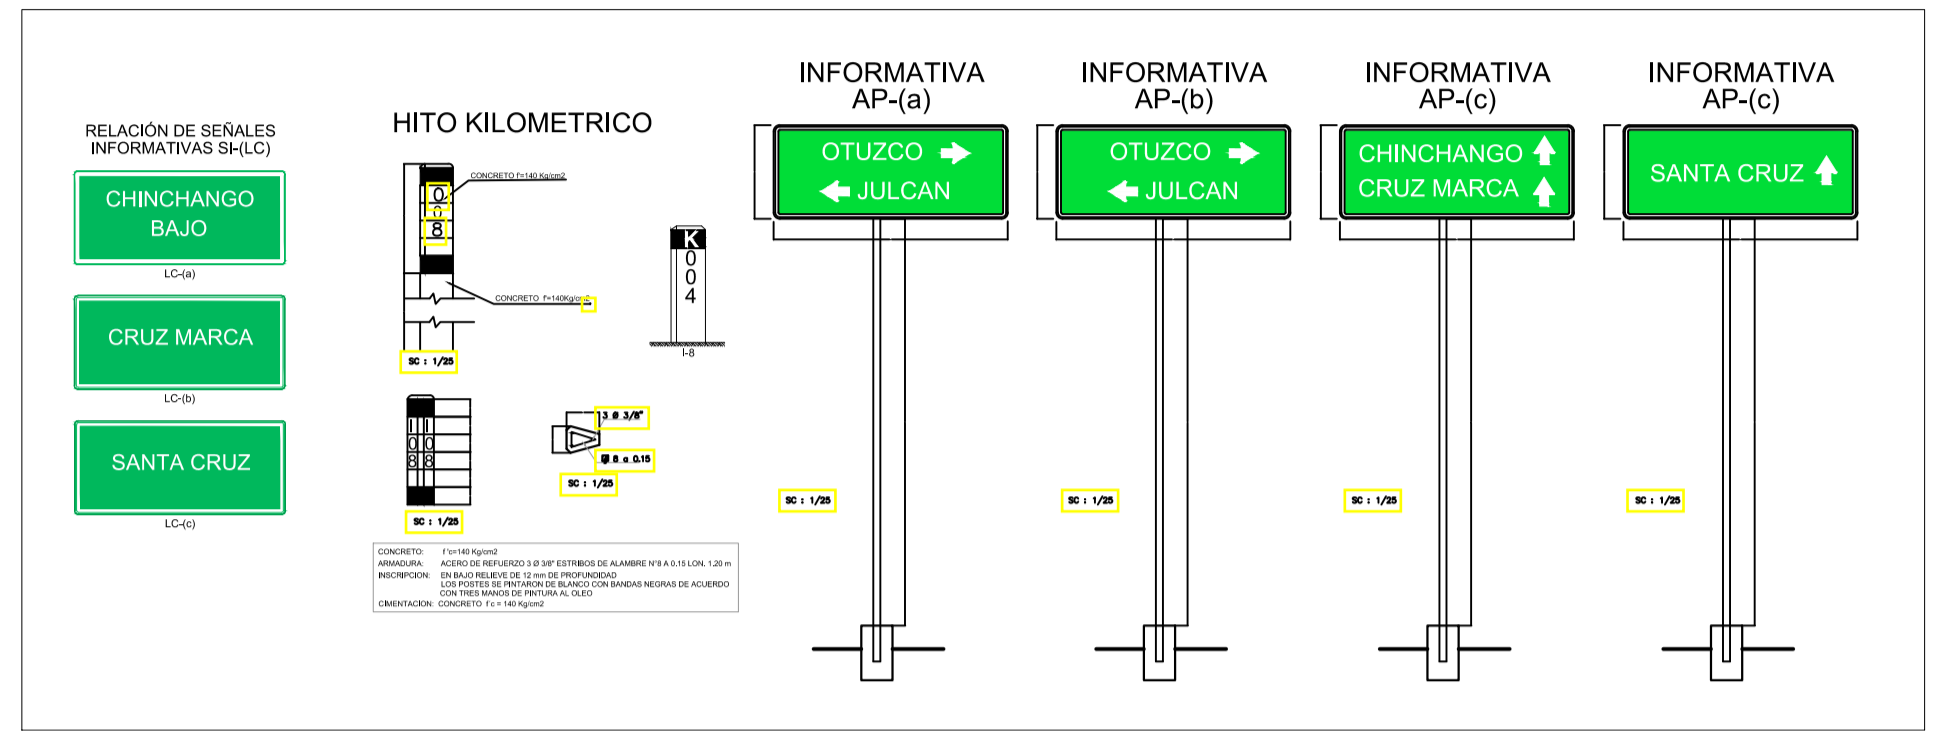 RELACIÓN DE SEÑALES
INFORMATIVAS SI-(LC)
CHINCHANGO
BAJO
LC-(a)
CRUZ MARCA
LC-(b)
SANTA CRUZ
LC-(c)
HITO KILOMETRICO
CONCRETO f'=140 Kg/cm2
0
8
CONCRETO f'=140Kg/cm2
SC : 1/25
K
0
0
4
I-8
I I
0 0
8 8
SC : 1/25
3 Ø 3/8"
6 a 0.15
SC : 1/25
CONCRETO: f 'c=140 Kg/cm2
ARMADURA: ACERO DE REFUERZO 3 Ø 3/8" ESTRIBOS DE ALAMBRE N°8 A 0.15 LON. 1.20 m
INSCRIPCION: EN BAJO RELIEVE DE 12 mm DE PROFUNDIDAD
LOS POSTES SE PINTARON DE BLANCO CON BANDAS NEGRAS DE ACUERDO
CON TRES MANOS DE PINTURA AL OLEO
CIMENTACION: CONCRETO f'c = 140 Kg/cm2
INFORMATIVA
AP-(a)
OTUZCO
JULCAN
SC : 1/25
INFORMATIVA
AP-(b)
OTUZCO
JULCAN
SC : 1/25
INFORMATIVA
AP-(c)
CHINCHANGO
CRUZ MARCA
SC : 1/25
INFORMATIVA
AP-(c)
SANTA CRUZ
SC : 1/25